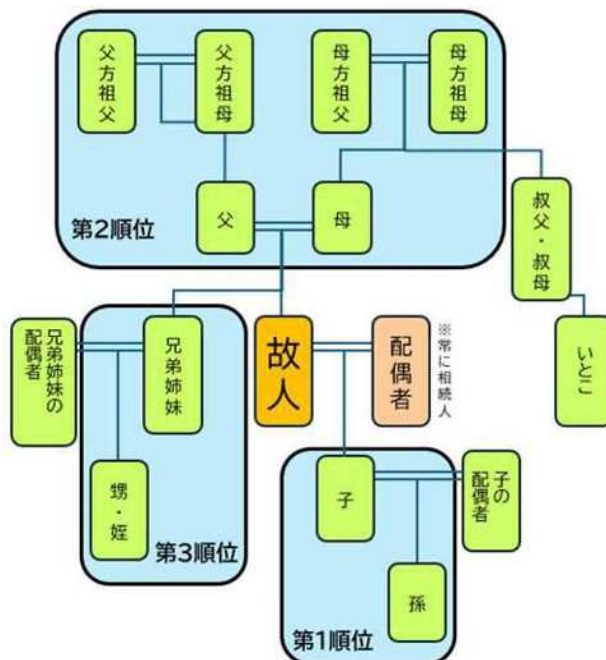 父方祖父
父方祖母
母方祖父
母方祖母
父
母
第2順位
叔父・叔母
兄弟姉妹の
配偶者
兄弟姉妹
故人
配偶者
※常に相続人
いとこ
甥・姪
第3順位
子
子の
配偶者
孫
第1順位